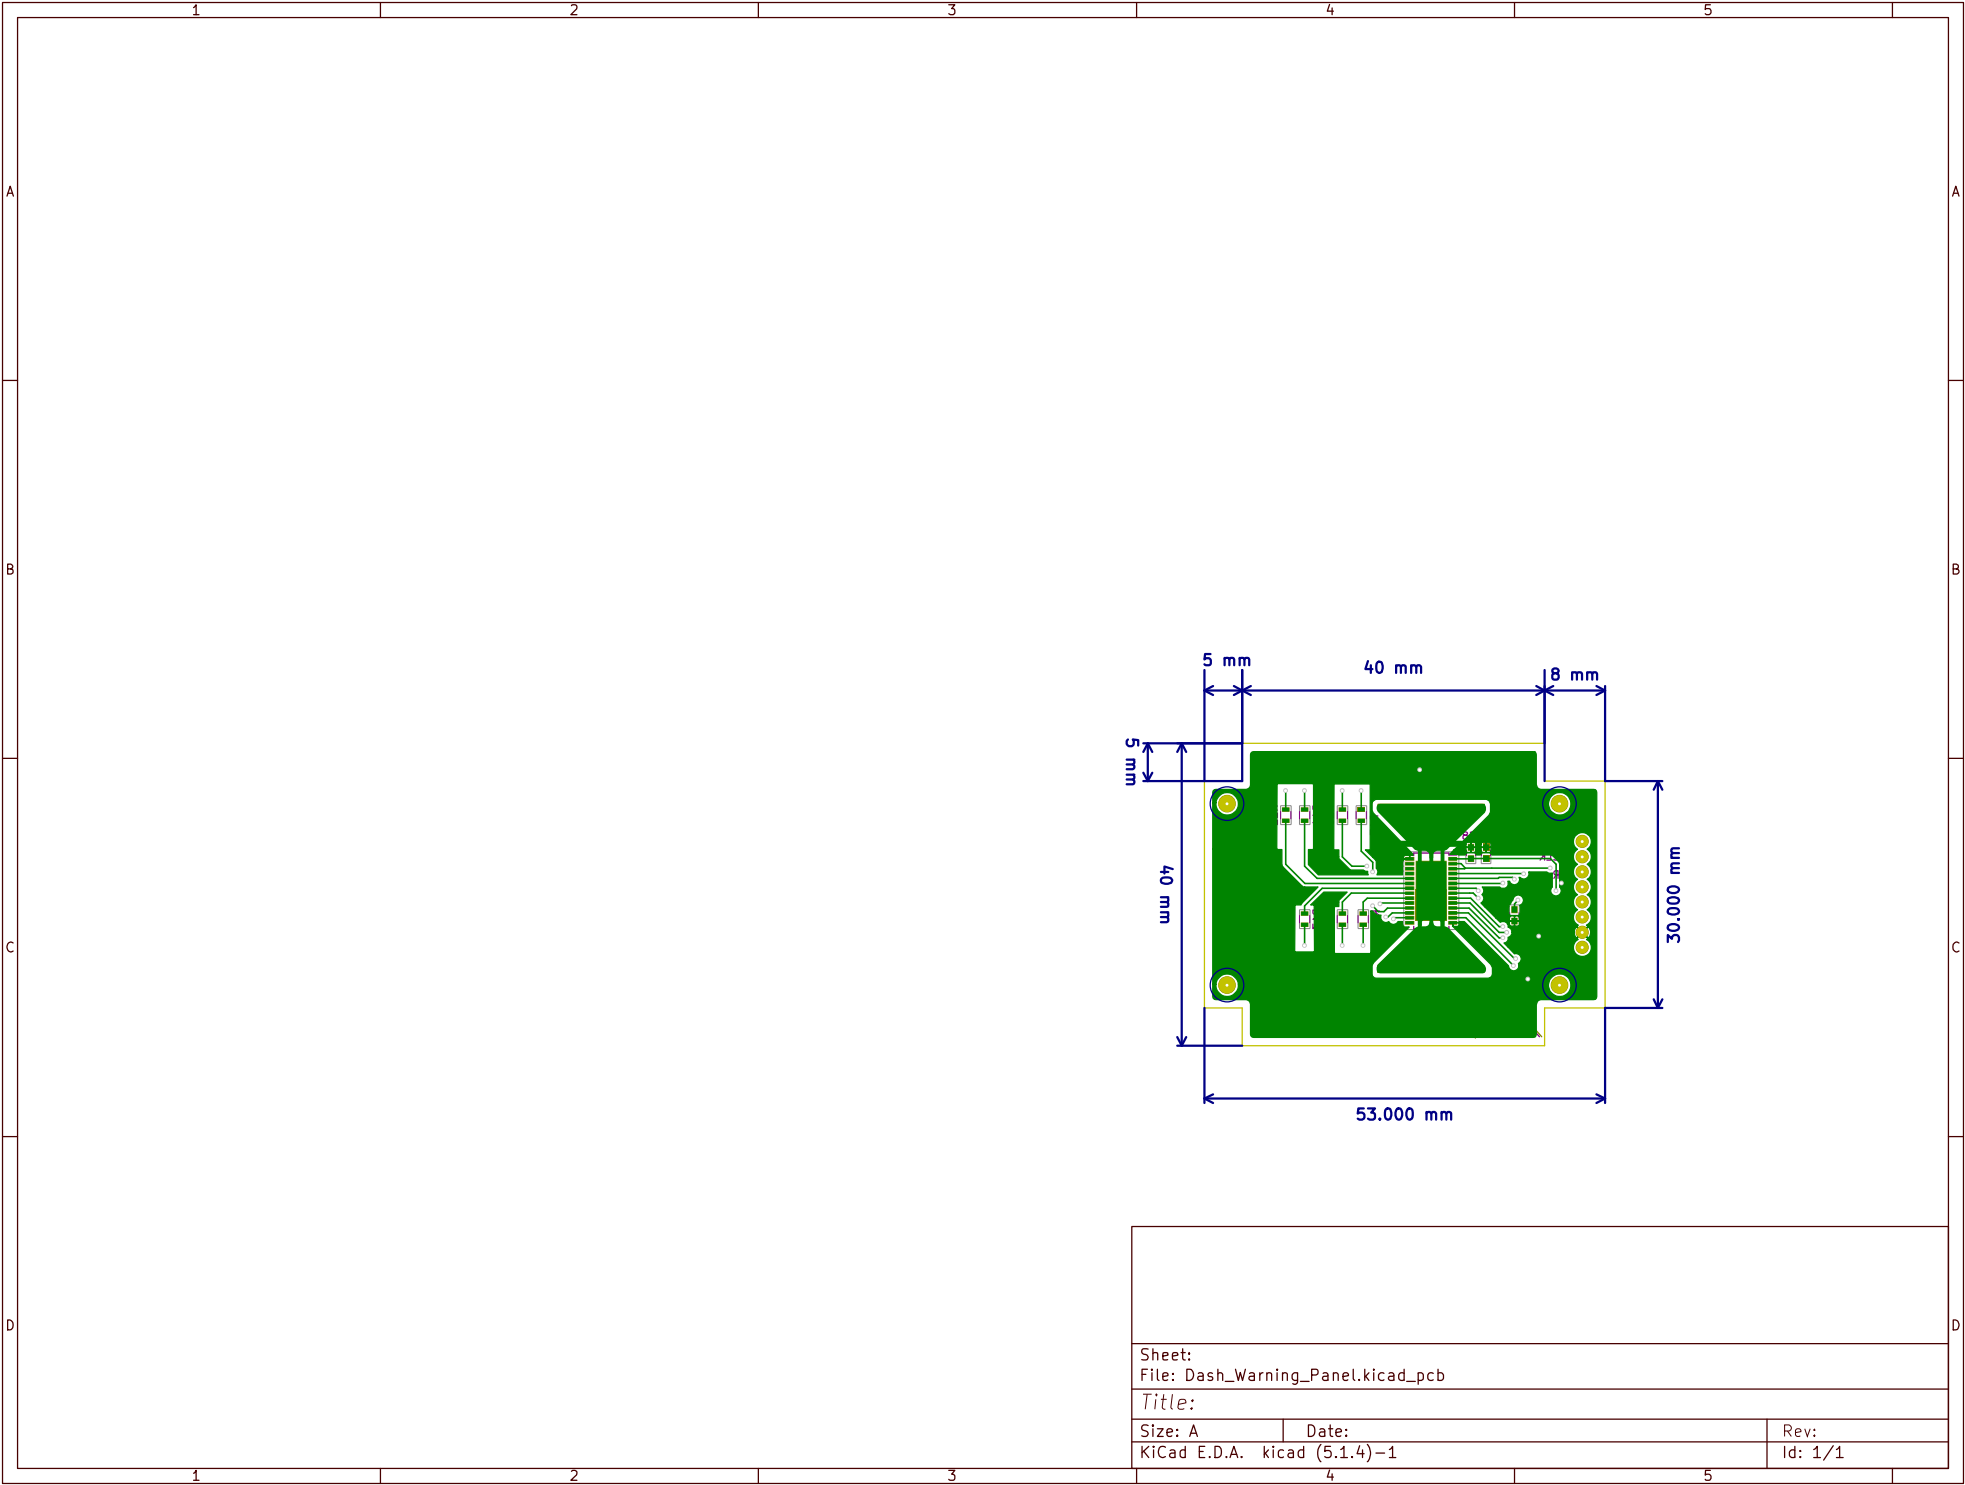 1 2 3 4 5
A A
B B
5 mm
40 mm
8 mm
5 mm
40 mm
30.000 mm
53.000 mm
C C
D D
Sheet:
File: Dash_Warning_Panel.kicad_pcb
Title:
Size: A Date: Rev:
KiCad E.D.A. kicad (5.1.4)-1 Id: 1/1
1 2 3 4 5